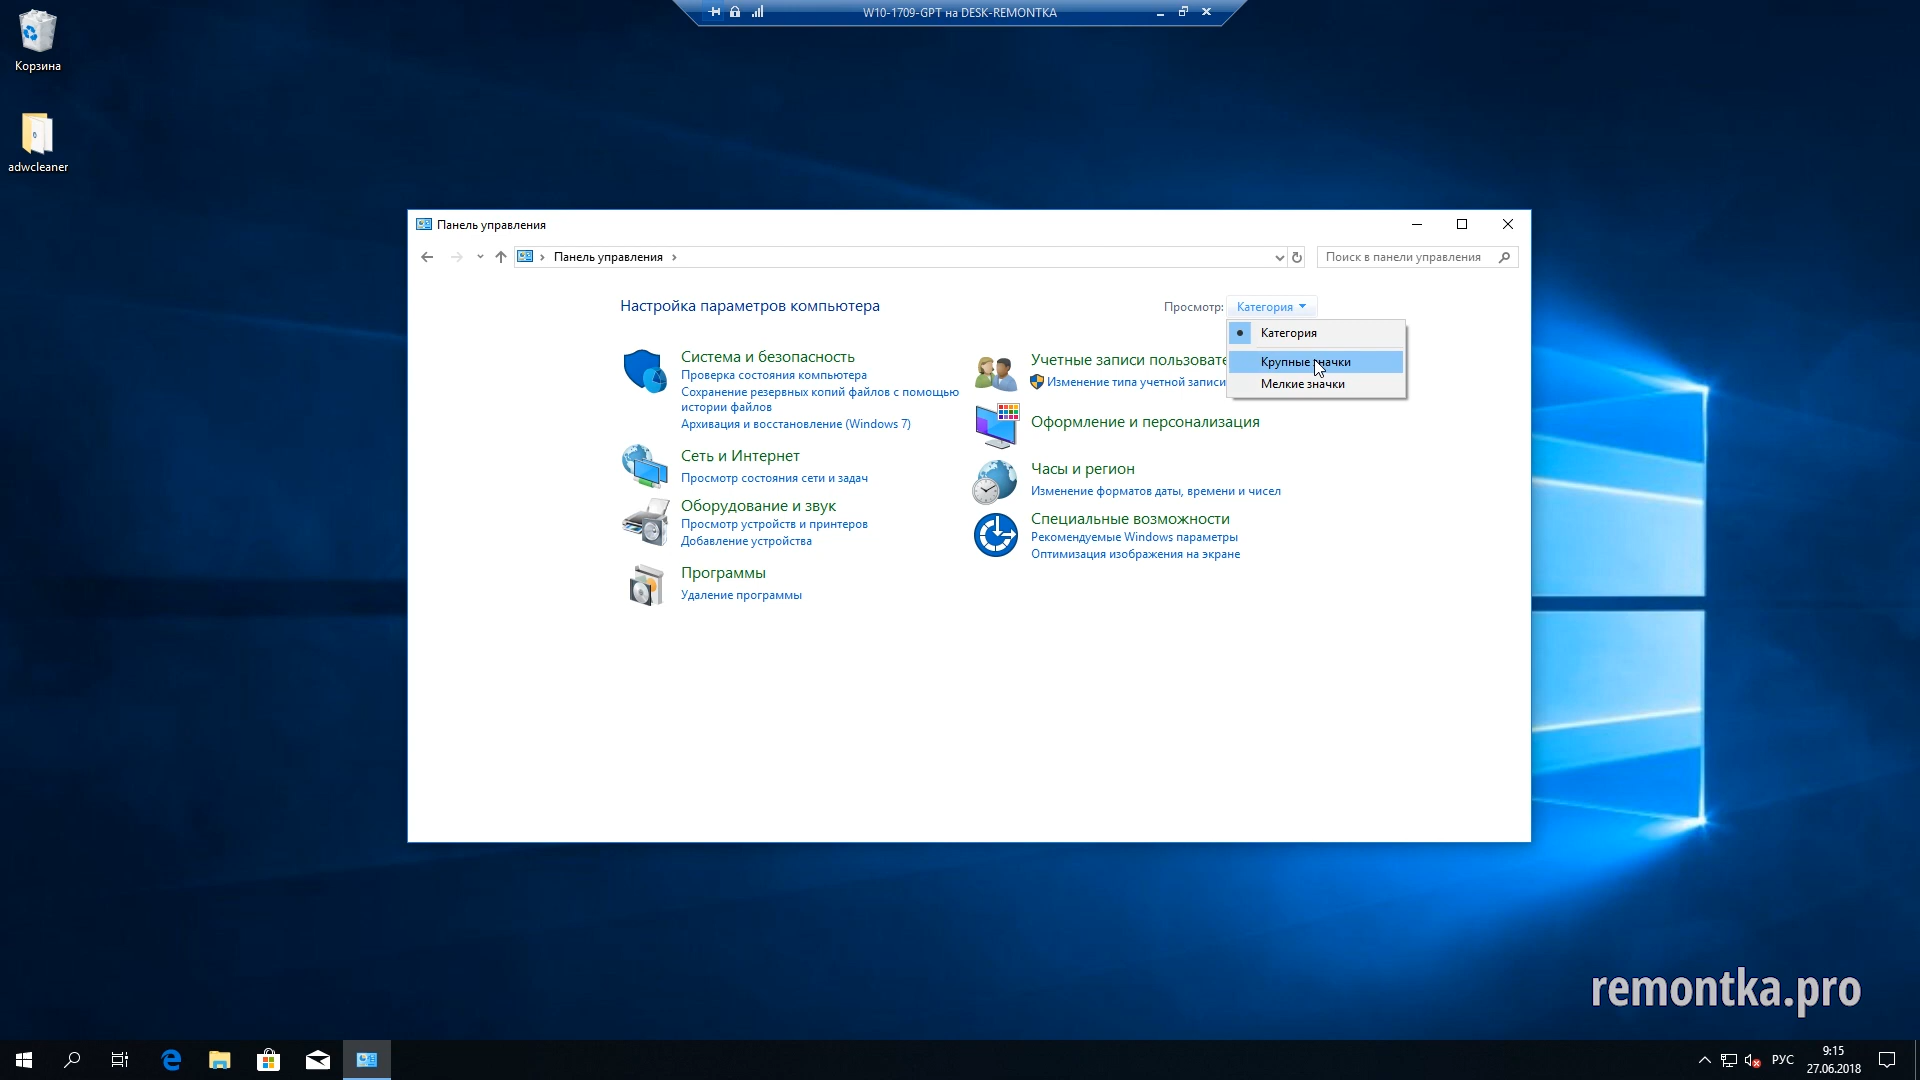 W10-1709-GPT на DESK-REMONTKA
Корзина
adwcleaner
Панель управления
Панель управления
Поиск в панели управления
Настройка параметров компьютера
Просмотр: Категория
Категория
Крупные значки
Мелкие значки
Система и безопасность
Проверка состояния компьютера
Сохранение резервных копий файлов с помощью
истории файлов
Архивация и восстановление (Windows 7)
Сеть и Интернет
Просмотр состояния сети и задач
Оборудование и звук
Просмотр устройств и принтеров
Добавление устройства
Программы
Удаление программы
Учетные записи пользовате
Изменение типа учетной записи
Оформление и персонализация
Часы и регион
Изменение форматов даты, времени и чисел
Специальные возможности
Рекомендуемые Windows параметры
Оптимизация изображения на экране
remontka.pro
РУС
9:15
27.06.2018